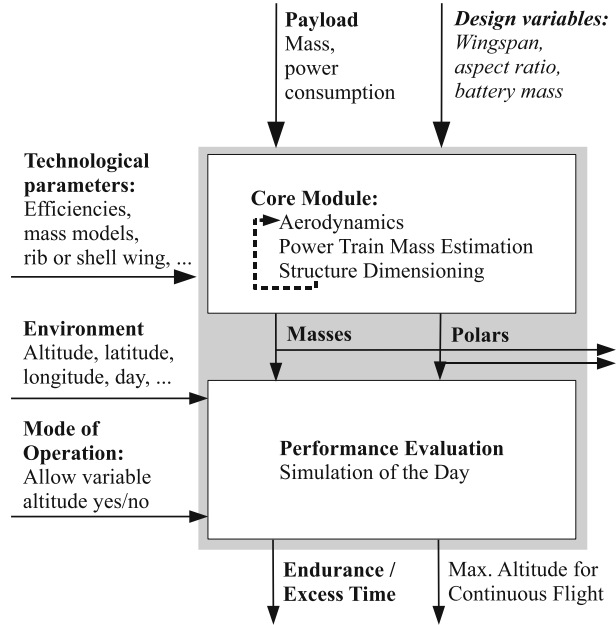 Payload
Mass,
power
consumption
Design variables:
Wingspan,
aspect ratio,
battery mass
Technological
parameters:
Efficiencies,
mass models,
rib or shell wing, ...
Core Module:
Aerodynamics
Power Train Mass Estimation
Structure Dimensioning
Masses
Polars
Environment
Altitude, latitude,
longitude, day, ...
Mode of
Operation:
Allow variable
altitude yes/no
Performance Evaluation
Simulation of the Day
Endurance /
Excess Time
Max. Altitude for
Continuous Flight